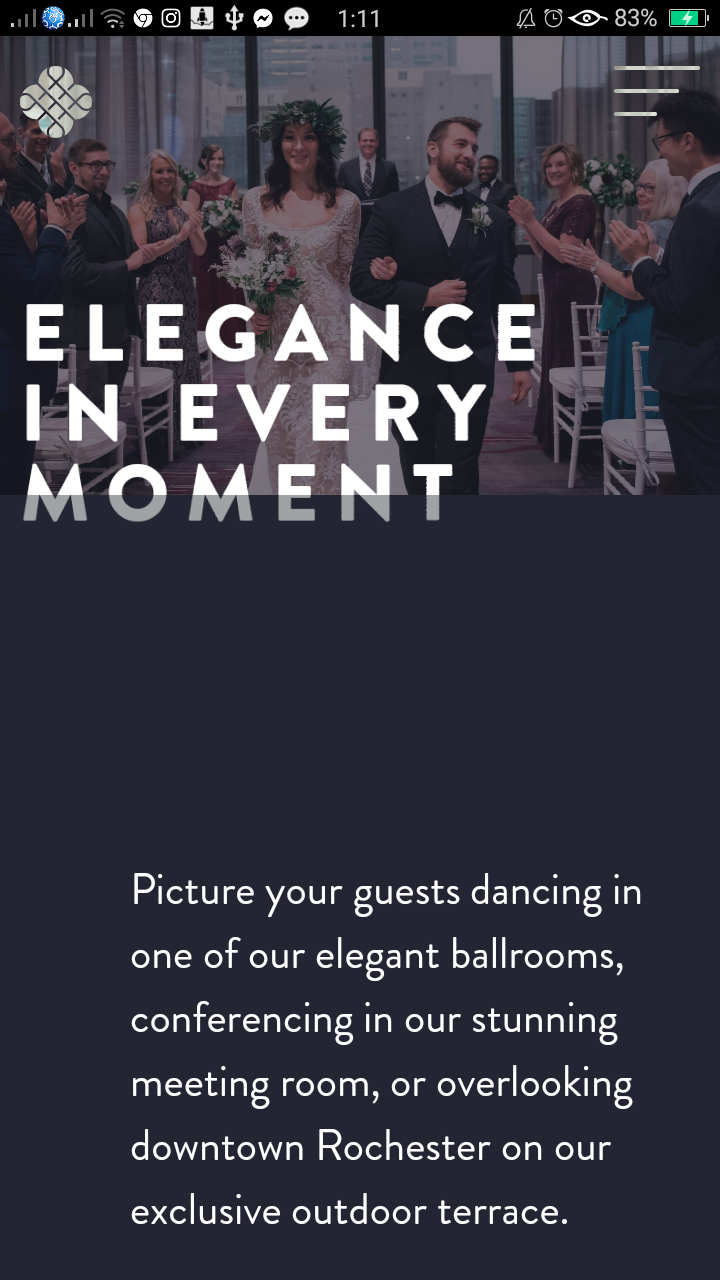 1:11
83%
ELEGANCE
IN EVERY
MOMENT
Picture your guests dancing in
one of our elegant ballrooms,
conferencing in our stunning
meeting room, or overlooking
downtown Rochester on our
exclusive outdoor terrace.